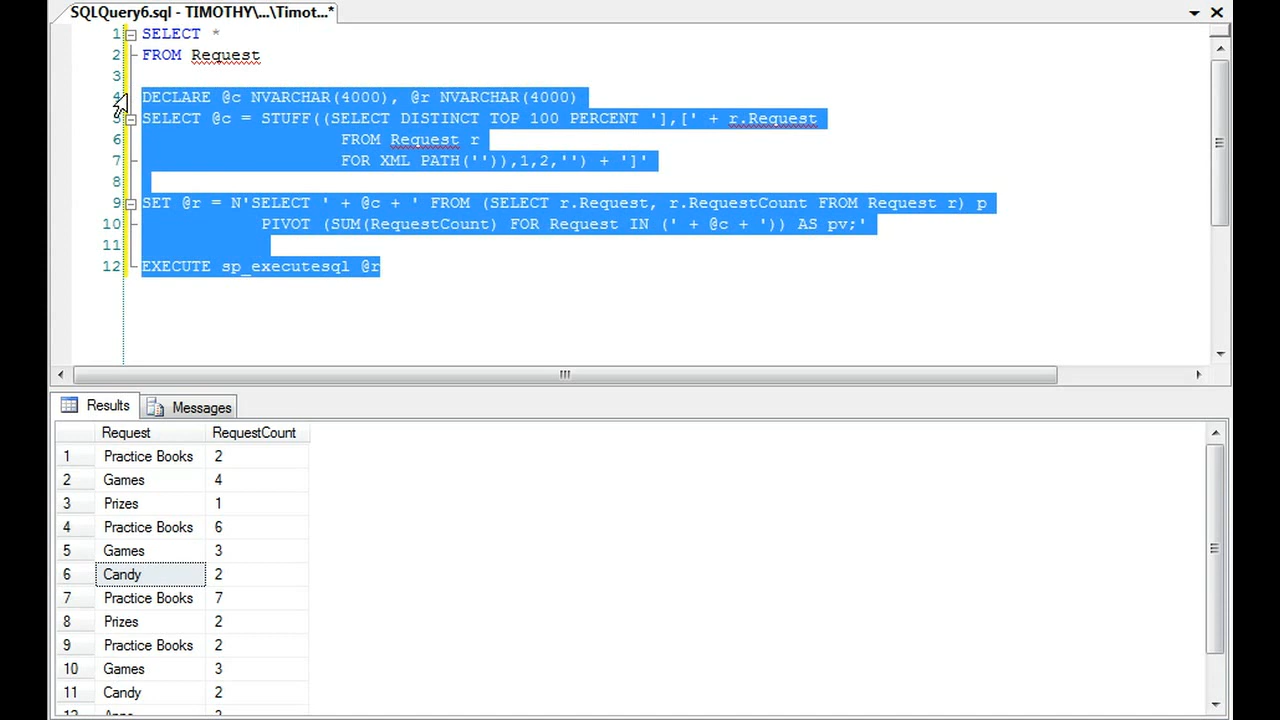 SQLQuery6.sql - TIMOTHY\...\Timot...*
1 SELECT *
2 FROM Request
3
4 DECLARE @c NVARCHAR(4000), @r NVARCHAR(4000)
5 SELECT @c = STUFF((SELECT DISTINCT TOP 100 PERCENT '],[' + r.Request
6 FROM Request r
7 FOR XML PATH('')),1,2,'') + ']'
8
9 SET @r = N'SELECT ' + @c + ' FROM (SELECT r.Request, r.RequestCount FROM Request r) p
10 PIVOT (SUM(RequestCount) FOR Request IN (' + @c + ')) AS pv;'
11
12 EXECUTE sp_executesql @r
Results Messages
Request RequestCount
1 Practice Books 2
2 Games 4
3 Prizes 1
4 Practice Books 6
5 Games 3
6 Candy 2
7 Practice Books 7
8 Prizes 2
9 Practice Books 2
10 Games 3
11 Candy 2